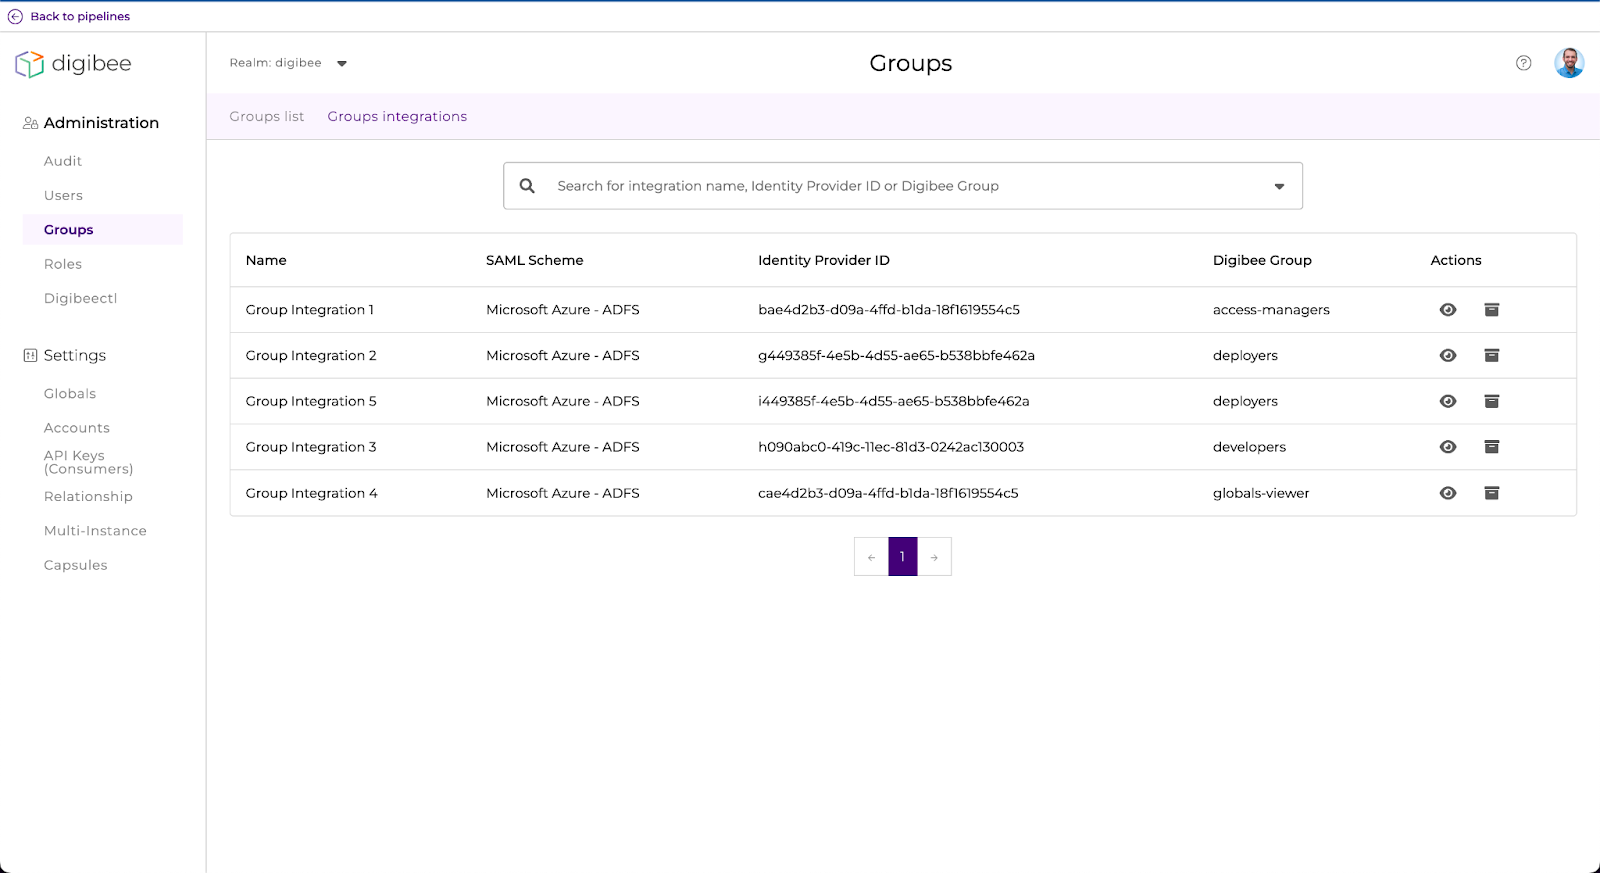 Back to pipelines
digibee
Realm: digibee
Groups
Administration
Audit
Users
Groups
Roles
Digibeectl
Settings
Globals
Accounts
API Keys
(Consumers)
Relationship
Multi-Instance
Capsules
Groups list Groups integrations
Search for integration name, Identity Provider ID or Digibee Group
Name SAML Scheme Identity Provider ID Digibee Group Actions
Group Integration 1 Microsoft Azure - ADFS bae4d2b3-d09a-4ffd-b1da-18f1619554c5 access-managers
Group Integration 2 Microsoft Azure - ADFS g449385f-4e5b-4d55-ae65-b538bbfe462a deployers
Group Integration 5 Microsoft Azure - ADFS i449385f-4e5b-4d55-ae65-b538bbfe462a deployers
Group Integration 3 Microsoft Azure - ADFS h090abc0-419c-11ec-81d3-0242ac130003 developers
Group Integration 4 Microsoft Azure - ADFS cae4d2b3-d09a-4ffd-b1da-18f1619554c5 globals-viewer
← 1 →